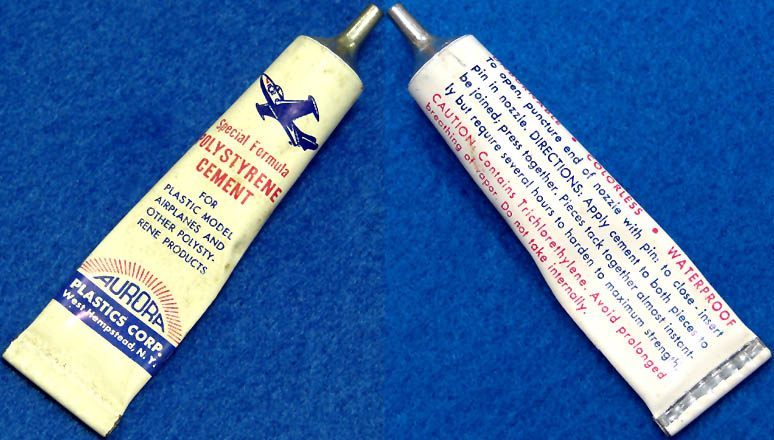 Special Formula
POLYSTYRENE
CEMENT
FOR
PLASTIC MODEL
AIRPLANES AND
OTHER POLYSTY-
RENE PRODUCTS
AURORA
PLASTICS CORP.
West Hempstead, N. Y.
COLORLESS • WATERPROOF
To open, puncture end of nozzle with pin, to close - insert
pin in nozzle. DIRECTIONS: Apply cement to both pieces to
be joined; press together. Pieces tack together almost instant-
ly but require several hours to harden to maximum strength.
CAUTION: Contains Trichlorethylene. Avoid prolonged
breathing of vapor. Do not take internally.